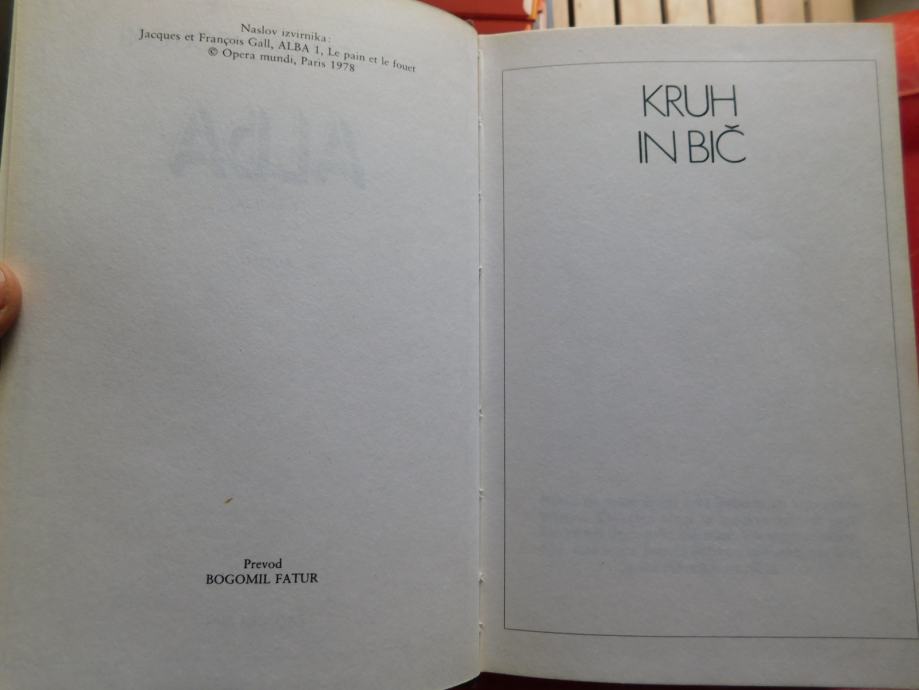 Naslov izvirnika:
Jacques et François Gall, ALBA 1, Le pain et le fouet
© Opera mundi, Paris 1978
ALBA
Prevod
BOGOMIL FATUR
KRUH
IN BIČ